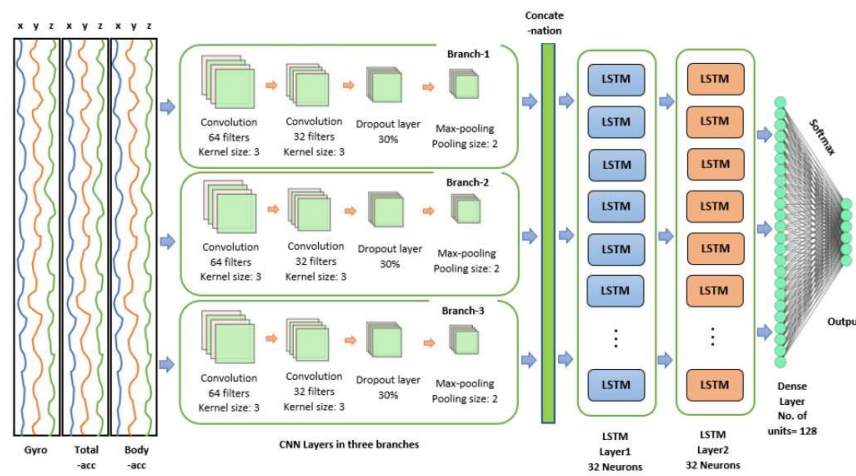 x y z x y z x y z
Concate
-nation
Branch-1
Convolution
64 filters
Kernel size: 3
Convolution
32 filters
Kernel size: 3
Dropout layer
30%
Max-pooling
Pooling size: 2
Branch-2
Convolution
64 filters
Kernel size: 3
Convolution
32 filters
Kernel size: 3
Dropout layer
30%
Max-pooling
Pooling size: 2
Branch-3
Convolution
64 filters
Kernel size: 3
Convolution
32 filters
Kernel size: 3
Dropout layer
30%
Max-pooling
Pooling size: 2
LSTM
LSTM
LSTM
LSTM
LSTM
LSTM
LSTM
LSTM
LSTM
LSTM
LSTM
LSTM
LSTM
LSTM
Softmax
Output
Gyro
Total
-acc
Body
-acc
CNN Layers in three branches
LSTM
Layer1
32 Neurons
LSTM
Layer2
32 Neurons
Dense
Layer
No. of
units= 128